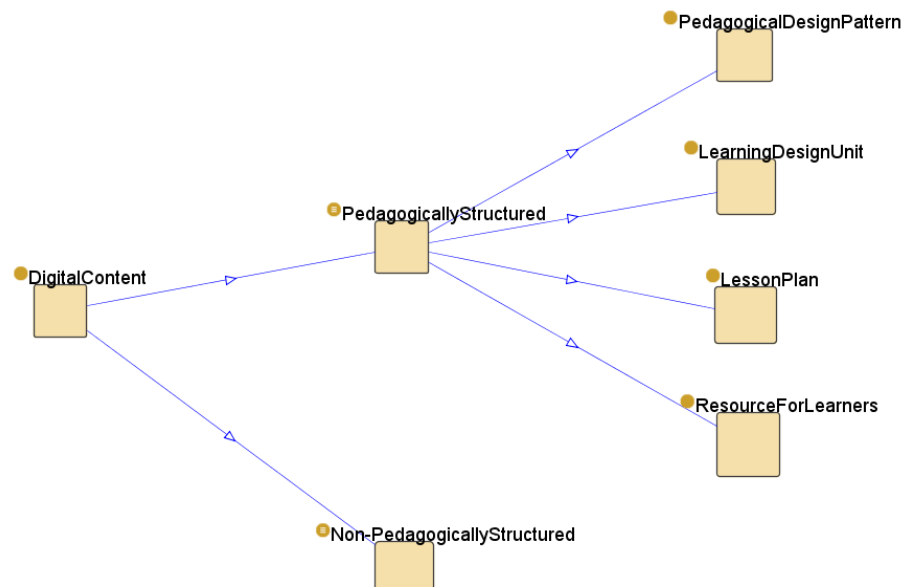 PedagogicalDesignPattern
LearningDesignUnit
PedagogicallyStructured
DigitalContent
LessonPlan
ResourceForLearners
Non-PedagogicallyStructured